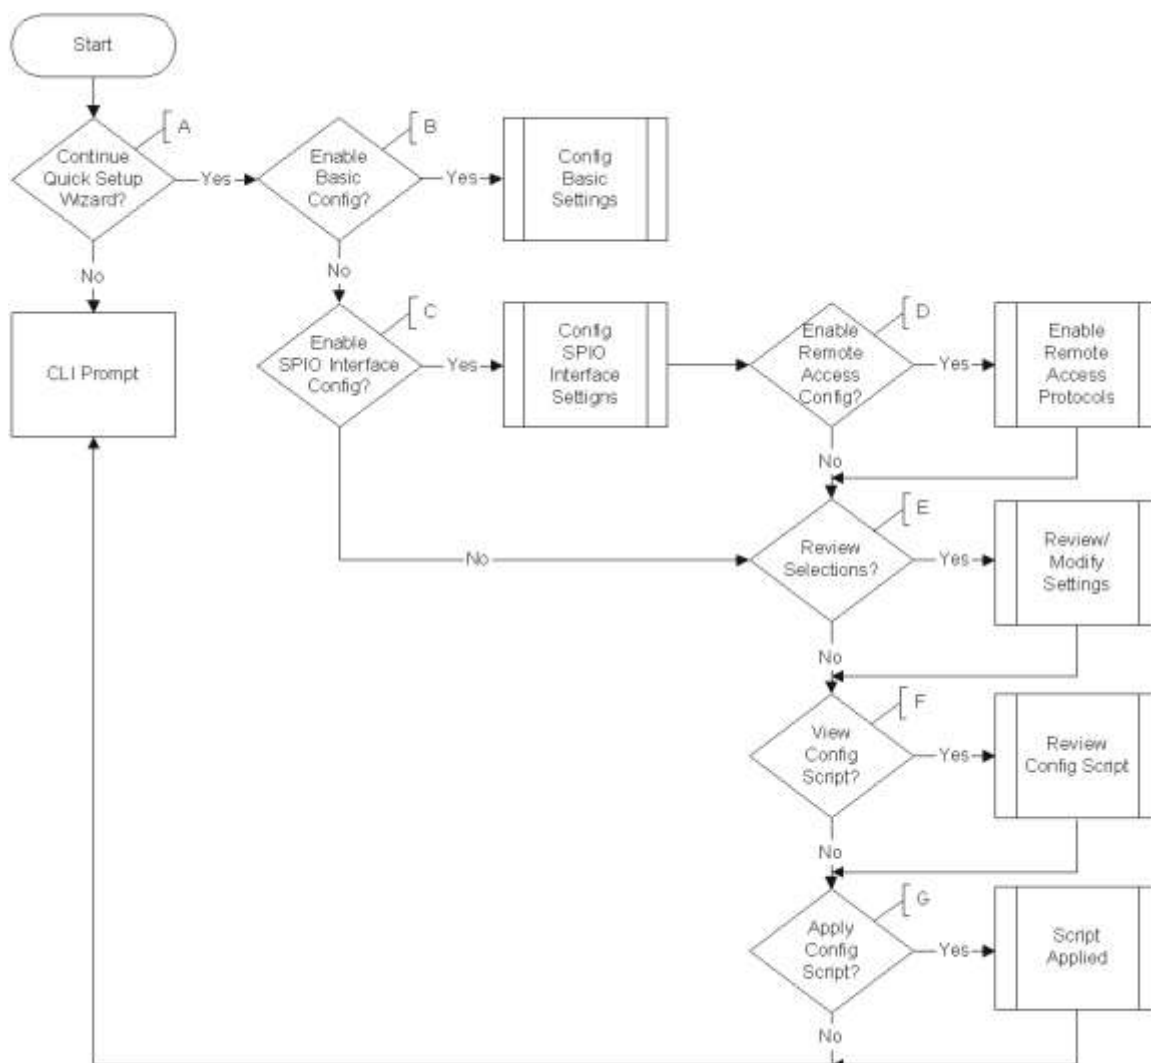 Start
A
Continue
Quick Setup
Wizard?
Yes
B
Enable
Basic
Config?
Yes
Config
Basic
Settings
No
No
CLI Prompt
C
Enable
SPIO Interface
Config?
Yes
Config
SPIO
Interface
Settigns
D
Enable
Remote
Access
Config?
Yes
Enable
Remote
Access
Protocols
No
No
E
Review
Selections?
Yes
Review/
Modify
Settings
No
F
View
Config
Script?
Yes
Review
Config Script
No
G
Apply
Config
Script?
Yes
Script
Applied
No